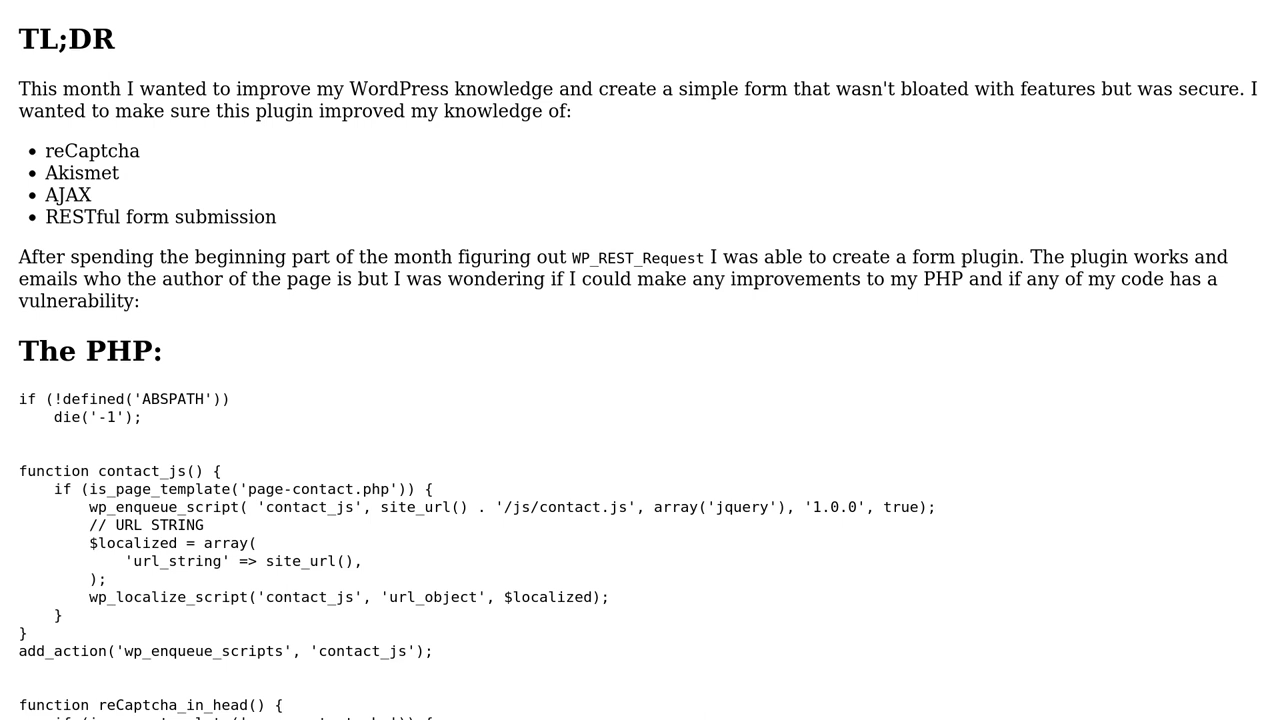 TL;DR
This month I wanted to improve my WordPress knowledge and create a simple form that wasn't bloated with features but was secure. I
wanted to make sure this plugin improved my knowledge of:
• reCaptcha
• Akismet
• AJAX
• RESTful form submission
After spending the beginning part of the month figuring out WP_REST_Request I was able to create a form plugin. The plugin works and
emails who the author of the page is but I was wondering if I could make any improvements to my PHP and if any of my code has a
vulnerability:
The PHP:
if (!defined('ABSPATH'))
    die('-1');
function contact_js() {
    if (is_page_template('page-contact.php')) {
        wp_enqueue_script( 'contact_js', site_url() . '/js/contact.js', array('jquery'), '1.0.0', true);
        // URL STRING
        $localized = array(
            'url_string' => site_url(),
        );
        wp_localize_script('contact_js', 'url_object', $localized);
    }
}
add_action('wp_enqueue_scripts', 'contact_js');
function reCaptcha_in_head() {